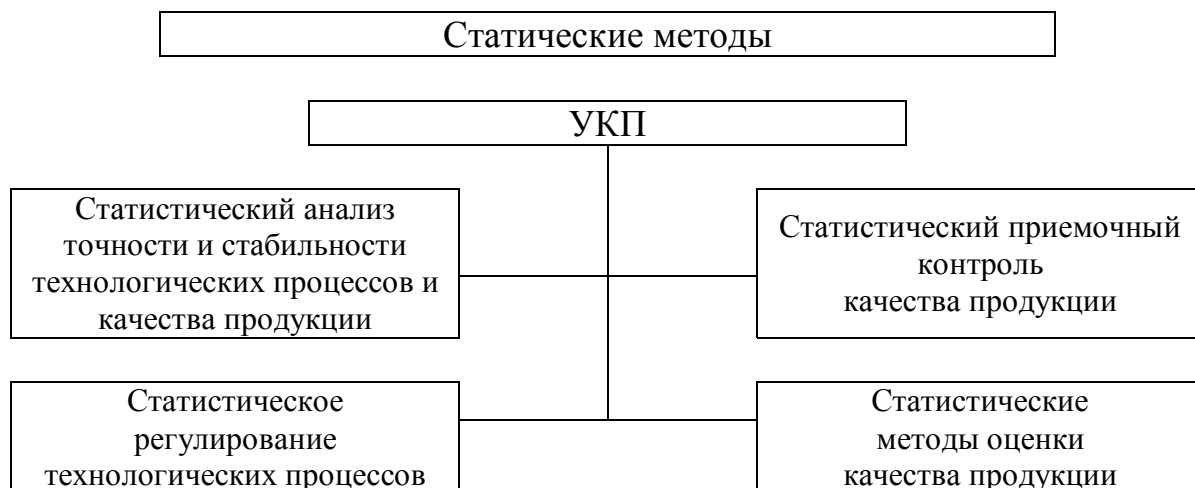 Статические методы
УКП
Статистический анализ
точности и стабильности
технологических процессов и
качества продукции
Статистический приемочный
контроль
качества продукции
Статистическое
регулирование
технологических процессов
Статистические
методы оценки
качества продукции